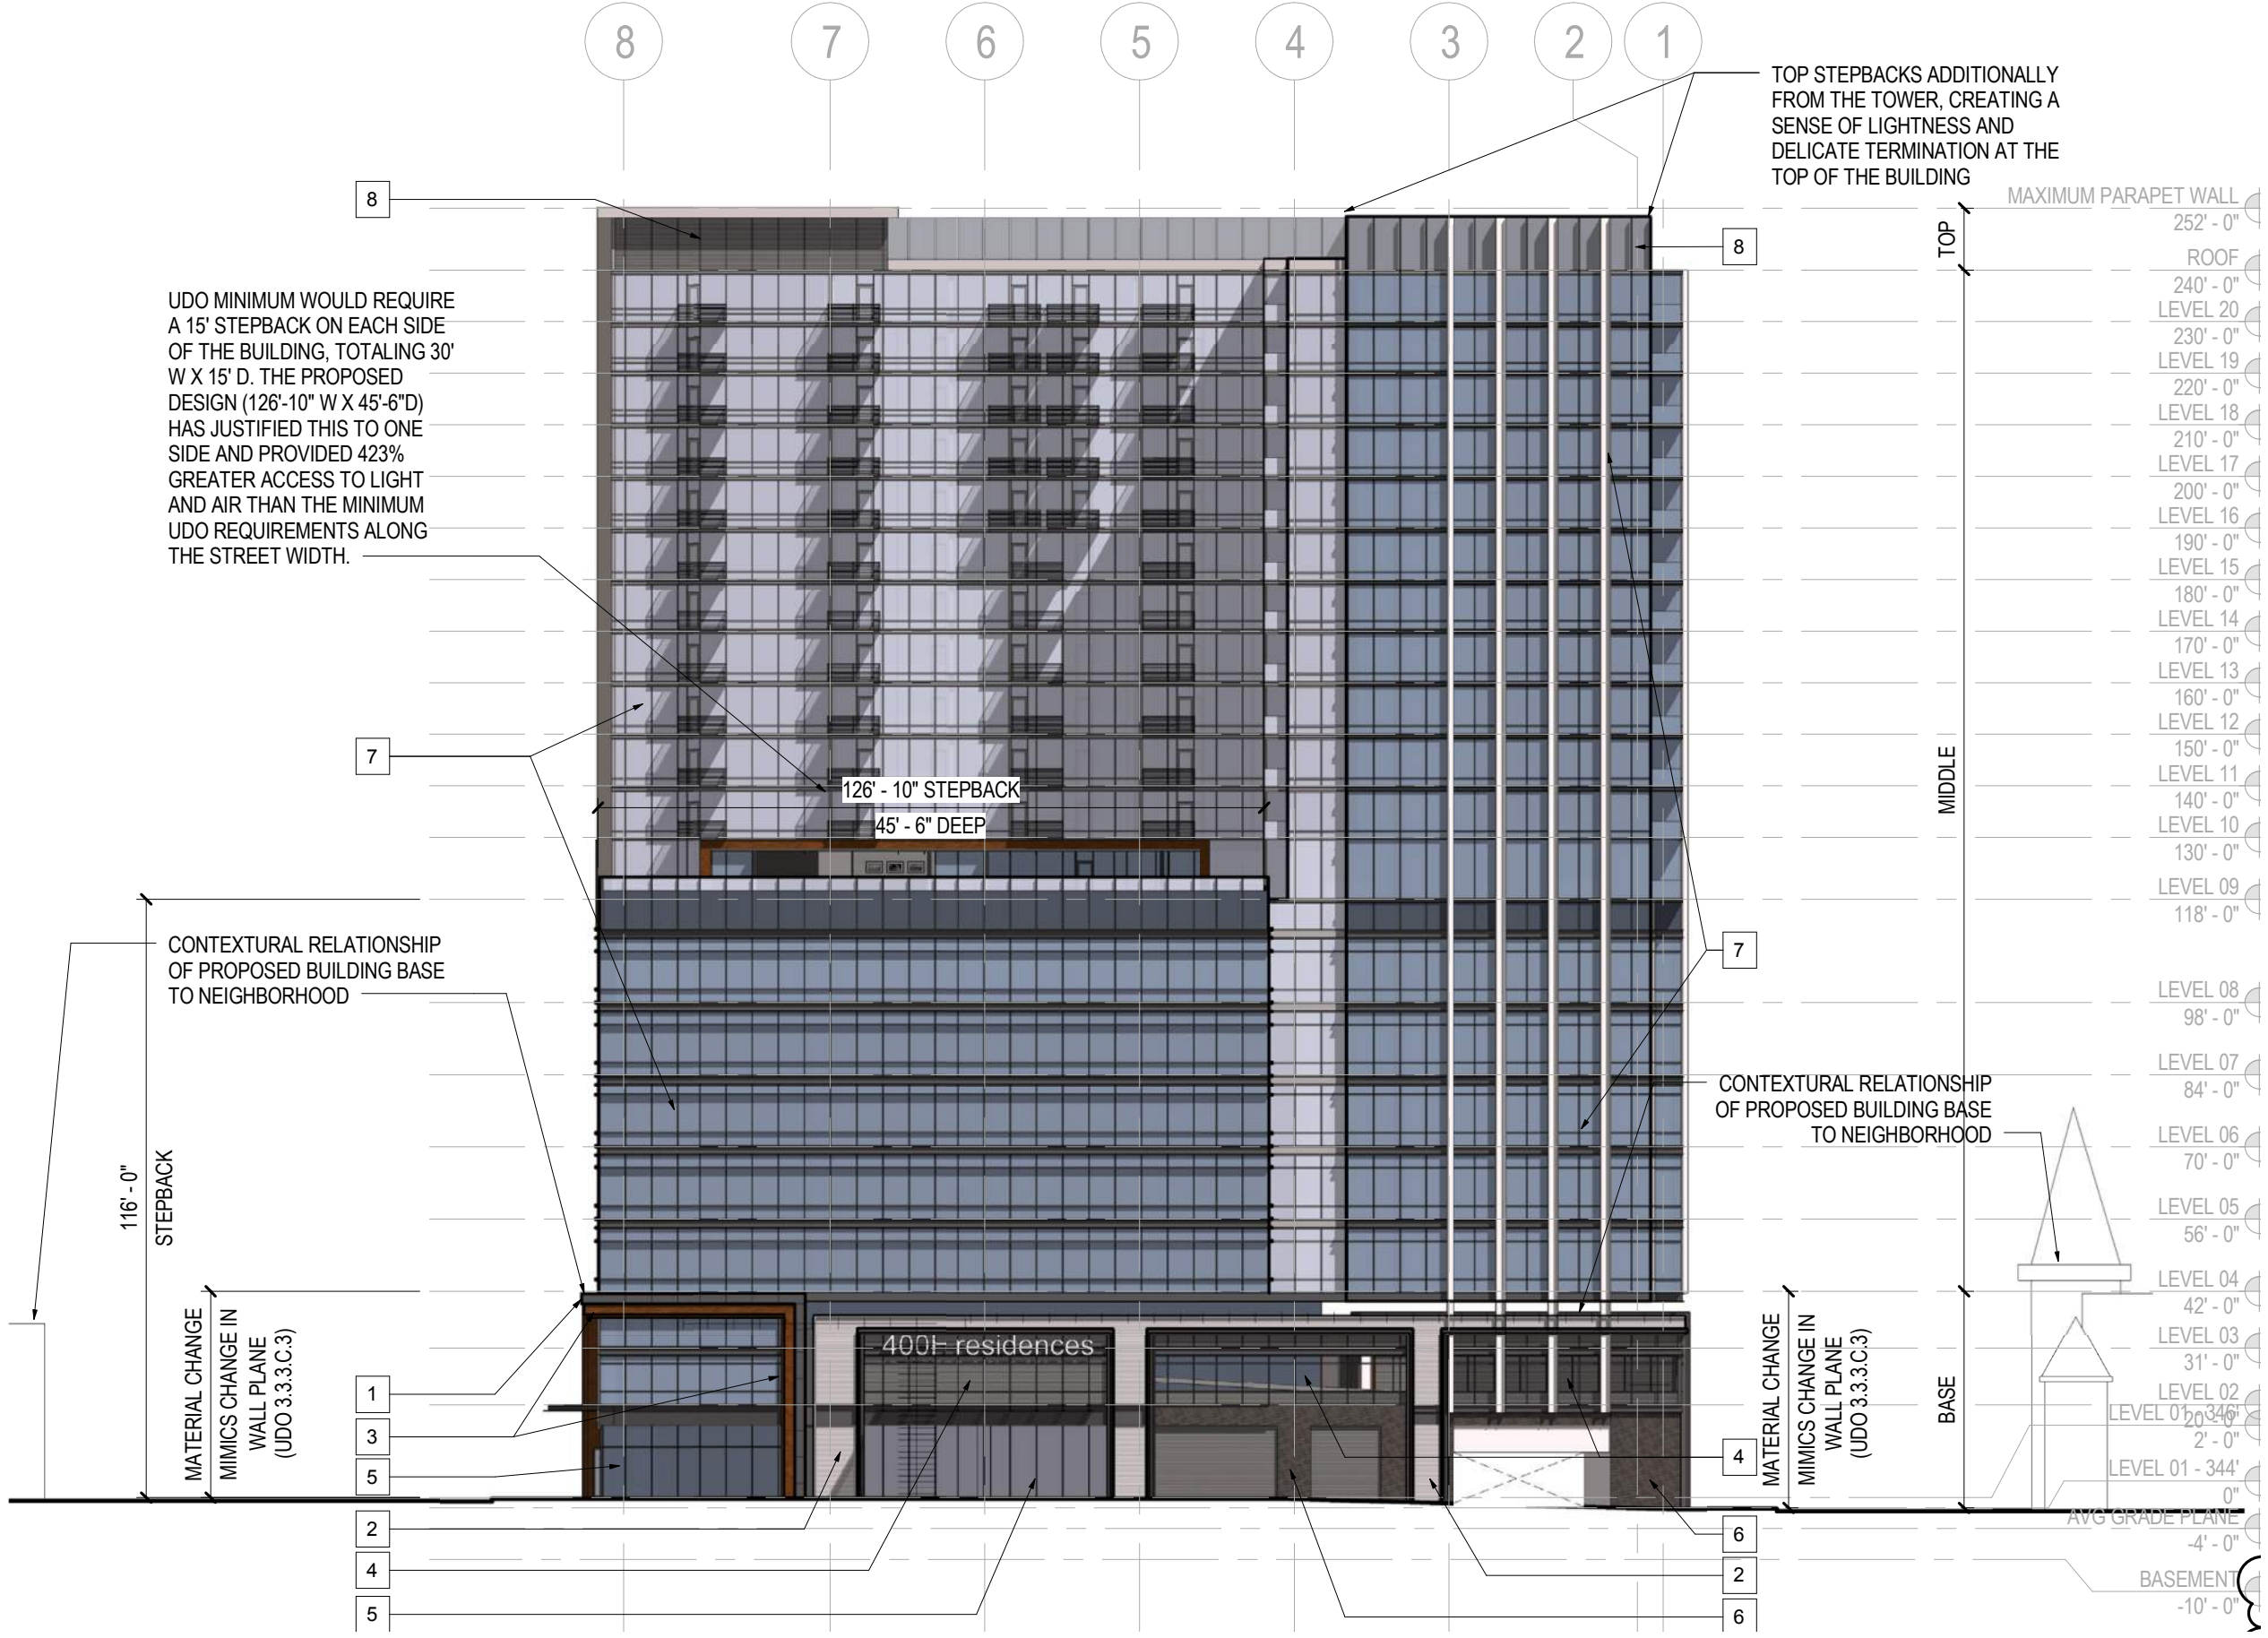 8
7
6
5
4
3
2
1
TOP STEPBACKS ADDITIONALLY
FROM THE TOWER, CREATING A
SENSE OF LIGHTNESS AND
DELICATE TERMINATION AT THE
TOP OF THE BUILDING
8
8
UDO MINIMUM WOULD REQUIRE
A 15' STEPBACK ON EACH SIDE
OF THE BUILDING, TOTALING 30'
W X 15' D. THE PROPOSED
DESIGN (126'-10" W X 45'-6"D)
HAS JUSTIFIED THIS TO ONE
SIDE AND PROVIDED 423%
GREATER ACCESS TO LIGHT
AND AIR THAN THE MINIMUM
UDO REQUIREMENTS ALONG
THE STREET WIDTH.
7
126' - 10" STEPBACK
45' - 6" DEEP
7
CONTEXTURAL RELATIONSHIP
OF PROPOSED BUILDING BASE
TO NEIGHBORHOOD
116' - 0"
STEPBACK
MATERIAL CHANGE
MIMICS CHANGE IN
WALL PLANE
(UDO 3.3.3.C.3)
1
3
5
2
4
5
400H residences
CONTEXTURAL RELATIONSHIP
OF PROPOSED BUILDING BASE
TO NEIGHBORHOOD
4
6
2
6
MATERIAL CHANGE
MIMICS CHANGE IN
WALL PLANE
(UDO 3.3.3.C.3)
TOP
MIDDLE
BASE
MAXIMUM PARAPET WALL
252' - 0"
ROOF
240' - 0"
LEVEL 20
230' - 0"
LEVEL 19
220' - 0"
LEVEL 18
210' - 0"
LEVEL 17
200' - 0"
LEVEL 16
190' - 0"
LEVEL 15
180' - 0"
LEVEL 14
170' - 0"
LEVEL 13
160' - 0"
LEVEL 12
150' - 0"
LEVEL 11
140' - 0"
LEVEL 10
130' - 0"
LEVEL 09
118' - 0"
LEVEL 08
98' - 0"
LEVEL 07
84' - 0"
LEVEL 06
70' - 0"
LEVEL 05
56' - 0"
LEVEL 04
42' - 0"
LEVEL 03
31' - 0"
LEVEL 02
20' - 0"
LEVEL 01 - 346'
2' - 0"
LEVEL 01 - 344'
0"
AVG GRADE PLANE
-4' - 0"
BASEMENT
-10' - 0"